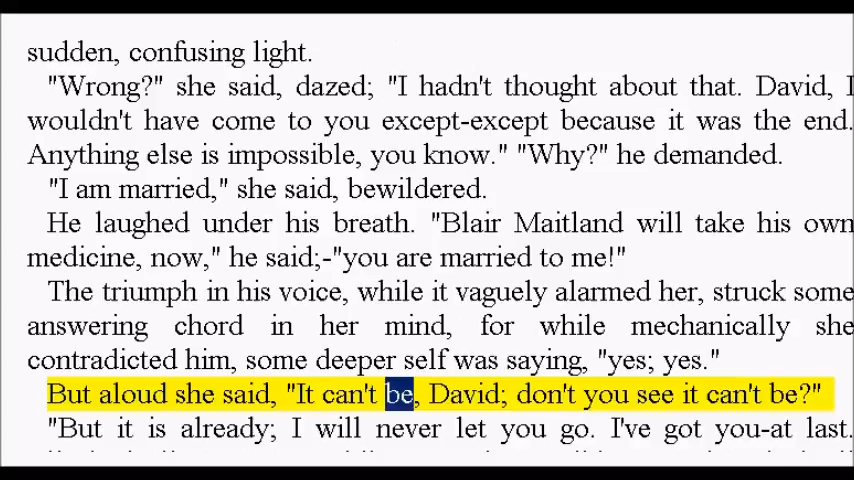 sudden, confusing light.
"Wrong?" she said, dazed; "I hadn't thought about that. David, I
wouldn't have come to you except-except because it was the end.
Anything else is impossible, you know." "Why?" he demanded.
"I am married," she said, bewildered.
He laughed under his breath. "Blair Maitland will take his own
medicine, now," he said;-"you are married to me!"
The triumph in his voice, while it vaguely alarmed her, struck some
answering chord in her mind, for while mechanically she
contradicted him, some deeper self was saying, "yes; yes."
But aloud she said, "It can't be, David; don't you see it can't be?"
"But it is already; I will never let you go. I've got you-at last.